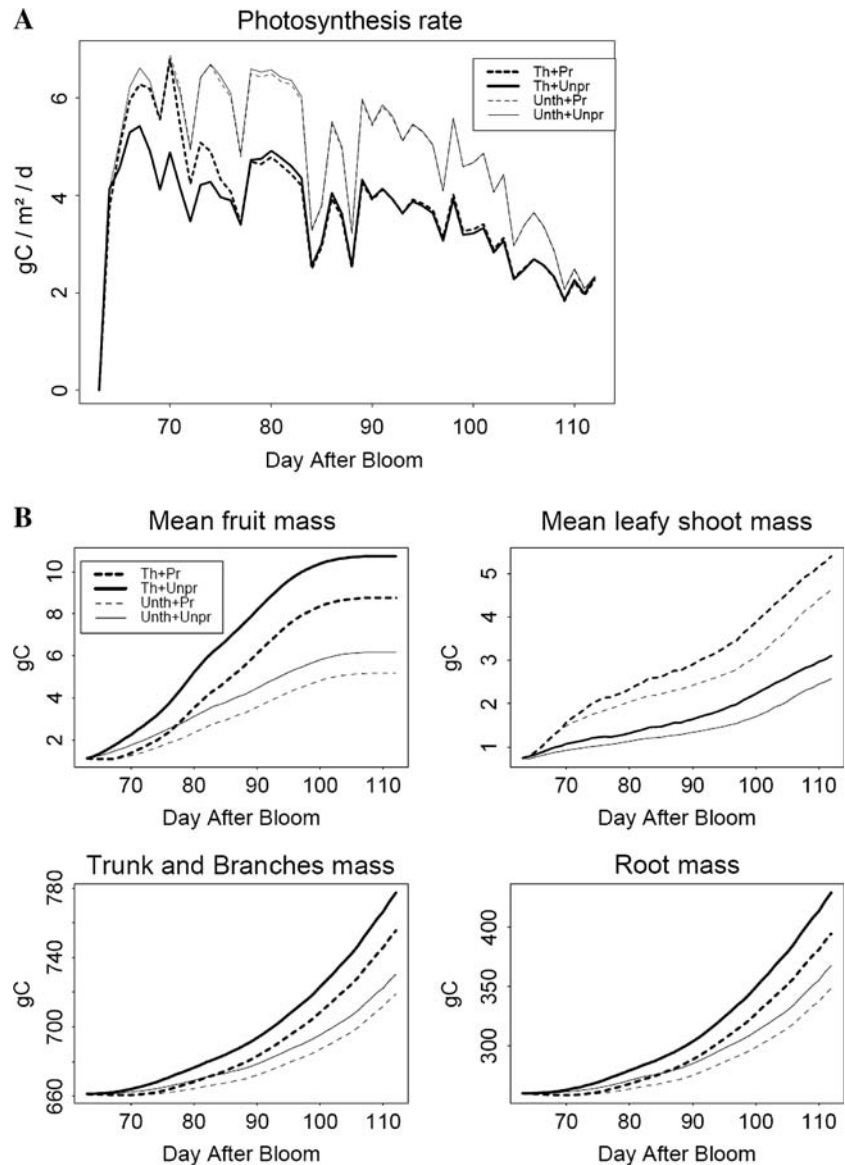 A
Photosynthesis rate
gC / m² / d
0
2
4
6
Th+Pr
Th+Unpr
Unth+Pr
Unth+Unpr
70
80
90
100
110
Day After Bloom
B
Mean fruit mass
gC
2
4
6
8
10
Th+Pr
Th+Unpr
Unth+Pr
Unth+Unpr
70
80
90
100
110
Day After Bloom
Mean leafy shoot mass
gC
1
2
3
4
5
70
80
90
100
110
Day After Bloom
Trunk and Branches mass
gC
660
700
740
780
70
80
90
100
110
Day After Bloom
Root mass
gC
300
350
400
70
80
90
100
110
Day After Bloom